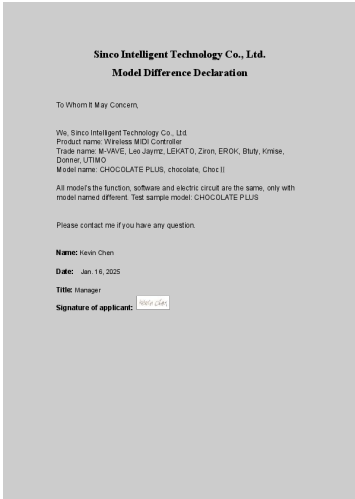 Sinco Intelligent Technology Co., Ltd.
Model Difference Declaration
To Whom It May Concern,
We, Sinco Intelligent Technology Co., Ltd.
Product name: Wireless MIDI Controller
Trade name: M-VAVE, Leo Jaymz, LEKATO, Ziron, EROK, Btuty, Kmise,
Donner, UTIMO
Model name: CHOCOLATE PLUS, chocolate, Choc ||
All model's the function, software and electric circuit are the same, only with
model named different. Test sample model: CHOCOLATE PLUS
Please contact me if you have any question.
Name: Kevin Chen
Date: Jan. 16, 2025
Title: Manager
Signature of applicant: Kevin Chen